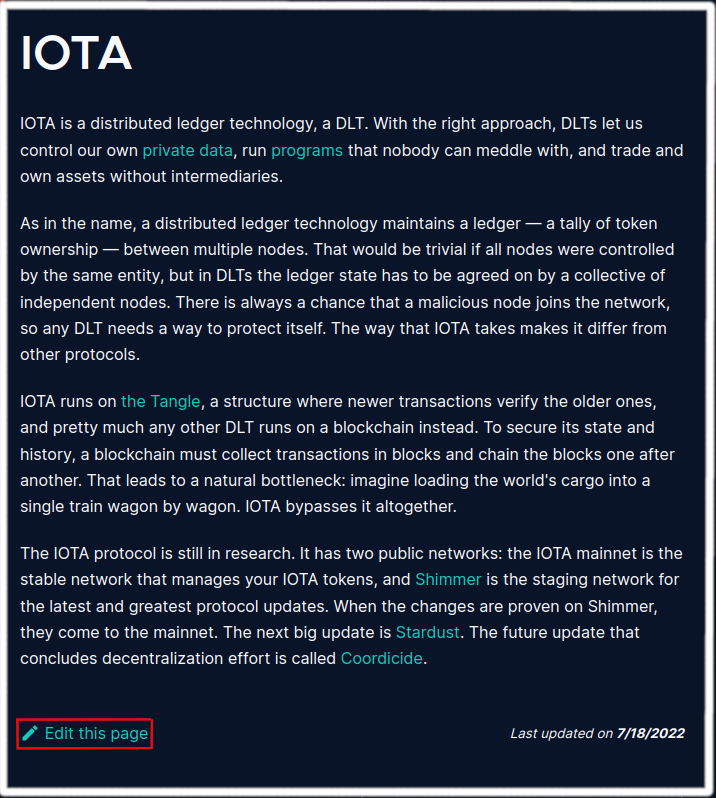 IOTA
IOTA is a distributed ledger technology, a DLT. With the right approach, DLTs let us
control our own private data, run programs that nobody can meddle with, and trade and
own assets without intermediaries.
As in the name, a distributed ledger technology maintains a ledger — a tally of token
ownership — between multiple nodes. That would be trivial if all nodes were controlled
by the same entity, but in DLTs the ledger state has to be agreed on by a collective of
independent nodes. There is always a chance that a malicious node joins the network,
so any DLT needs a way to protect itself. The way that IOTA takes makes it differ from
other protocols.
IOTA runs on the Tangle, a structure where newer transactions verify the older ones,
and pretty much any other DLT runs on a blockchain instead. To secure its state and
history, a blockchain must collect transactions in blocks and chain the blocks one after
another. That leads to a natural bottleneck: imagine loading the world's cargo into a
single train wagon by wagon. IOTA bypasses it altogether.
The IOTA protocol is still in research. It has two public networks: the IOTA mainnet is the
stable network that manages your IOTA tokens, and Shimmer is the staging network for
the latest and greatest protocol updates. When the changes are proven on Shimmer,
they come to the mainnet. The next big update is Stardust. The future update that
concludes decentralization effort is called Coordicide.
Edit this page
Last updated on 7/18/2022